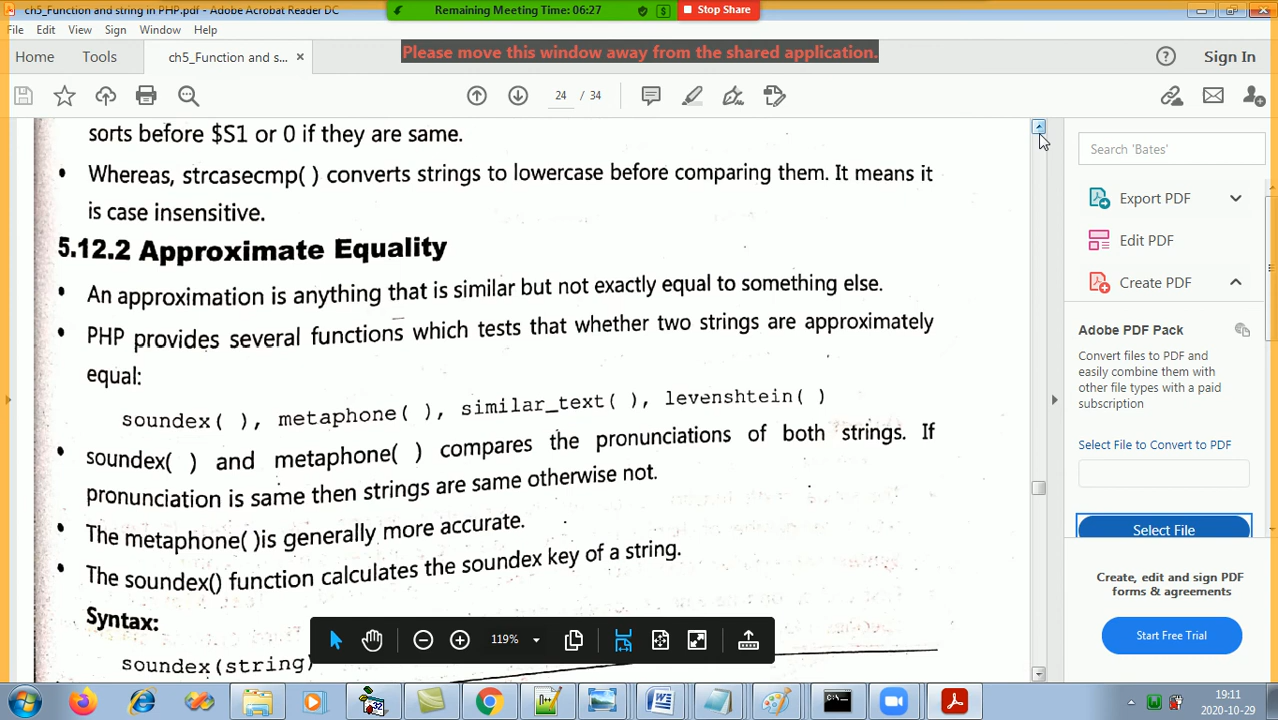 ch5_Function and string in PHP.pdf - Adobe Acrobat Reader DC
Remaining Meeting Time: 06:27
Stop Share
File Edit View Sign Window Help
Please move this window away from the shared application.
Home Tools ch5_Function and s... ×
Sign In
24 / 34
sorts before $S1 or 0 if they are same.
• Whereas, strcasecmp( ) converts strings to lowercase before comparing them. It means it
is case insensitive.
5.12.2 Approximate Equality
• An approximation is anything that is similar but not exactly equal to something else.
• PHP provides several functions which tests that whether two strings are approximately
equal:
soundex( ), metaphone( ), similar_text( ), levenshtein( )
• soundex( ) and metaphone( ) compares the pronunciations of both strings. If
pronunciation is same then strings are same otherwise not.
• The metaphone( )is generally more accurate.
• The soundex() function calculates the soundex key of a string.
Syntax:
soundex(string)
119%
Search 'Bates'
Export PDF
Edit PDF
Create PDF
Adobe PDF Pack
Convert files to PDF and
easily combine them with
other file types with a paid
subscription
Select File to Convert to PDF
Select File
Create, edit and sign PDF
forms & agreements
Start Free Trial
19:11
2020-10-29